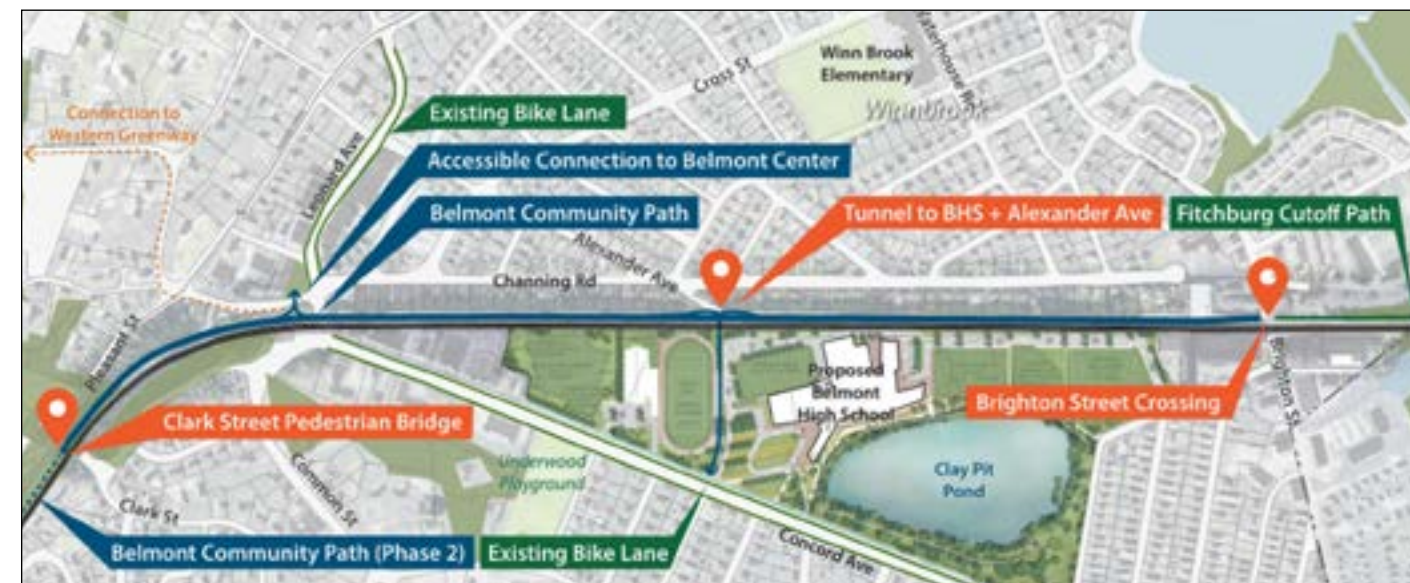 Winn Brook
Elementary
Waterhouse Rd
Cross St
Winnbrook
Connection to
Western Greenway
Existing Bike Lane
Leonard Ave
Accessible Connection to Belmont Center
Belmont Community Path
Tunnel to BHS + Alexander Ave
Fitchburg Cutoff Path
Alexander Ave
Channing Rd
Pleasant St
Proposed
Belmont
High School
Brighton St
Brighton Street Crossing
Clark Street Pedestrian Bridge
Underwood
Playground
Common St
Clay Pit
Pond
Clark St
Concord Ave
Belmont Community Path (Phase 2)
Existing Bike Lane